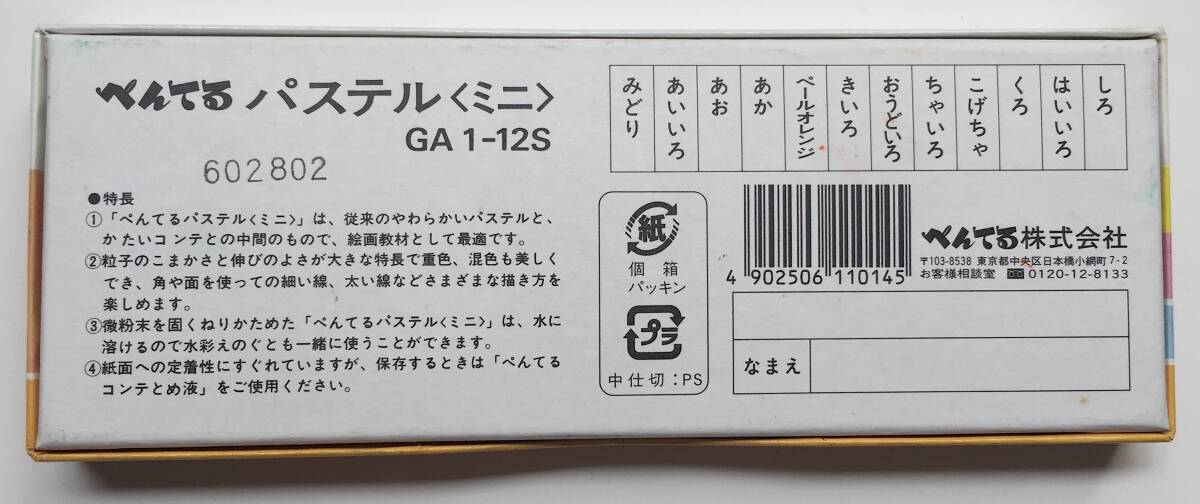 ぺんてる パステル〈ミニ〉
GA 1-12S
602802
●特長
①「ぺんてるパステル〈ミニ〉」は、従来のやわらかいパステルと、
かたいコンテとの中間のもので、絵画教材として最適です。
②粒子のこまかさと伸びのよさが大きな特長で重色、混色も美しく
でき、角や面を使っての細い線、太い線などさまざまな描き方を
楽しめます。
③微粉末を固くねりかためた「ぺんてるパステル〈ミニ〉」は、水に
溶けるので水彩えのぐとも一緒に使うことができます。
④紙面への定着性にすぐれていますが、保存するときは「ぺんてる
コンテとめ液」をご使用ください。
しろ
はいいろ
くろ
こげちゃ
ちゃいろ
おうどいろ
きいろ
ペールオレンジ
あか
あお
あいいろ
みどり
紙
個箱
パッキン
プラ
中仕切:PS
4 902506 110145
ぺんてる株式会社
〒103-8538 東京都中央区日本橋小網町7-2
お客様相談室 0120-12-8133
なまえ